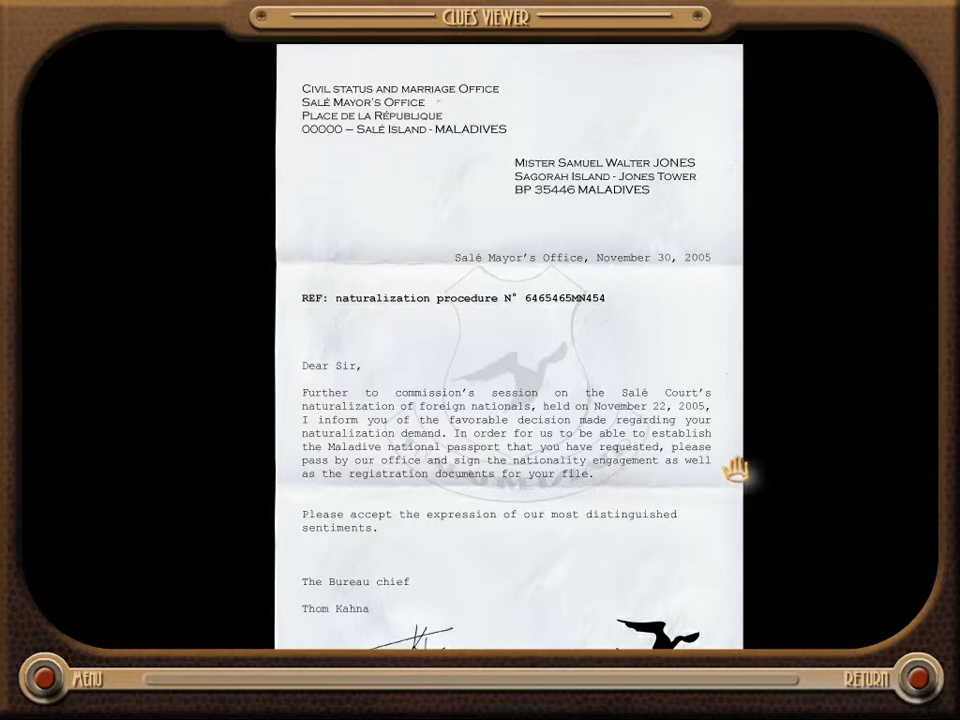 CLUES VIEWER
CIVIL STATUS AND MARRIAGE OFFICE
SALÉ MAYOR'S OFFICE
PLACE DE LA RÉPUBLIQUE
00000 – SALÉ ISLAND - MALADIVES
MISTER SAMUEL WALTER JONES
SAGORAH ISLAND - JONES TOWER
BP 35446 MALADIVES
Salé Mayor's Office, November 30, 2005
REF: naturalization procedure N° 6465465MN454
Dear Sir,
Further to commission's session on the Salé Court's
naturalization of foreign nationals, held on November 22, 2005,
I inform you of the favorable decision made regarding your
naturalization demand. In order for us to be able to establish
the Maladive national passport that you have requested, please
pass by our office and sign the nationality engagement as well
as the registration documents for your file.
Please accept the expression of our most distinguished
sentiments.
The Bureau chief
Thom Kahna
MENU
RETURN